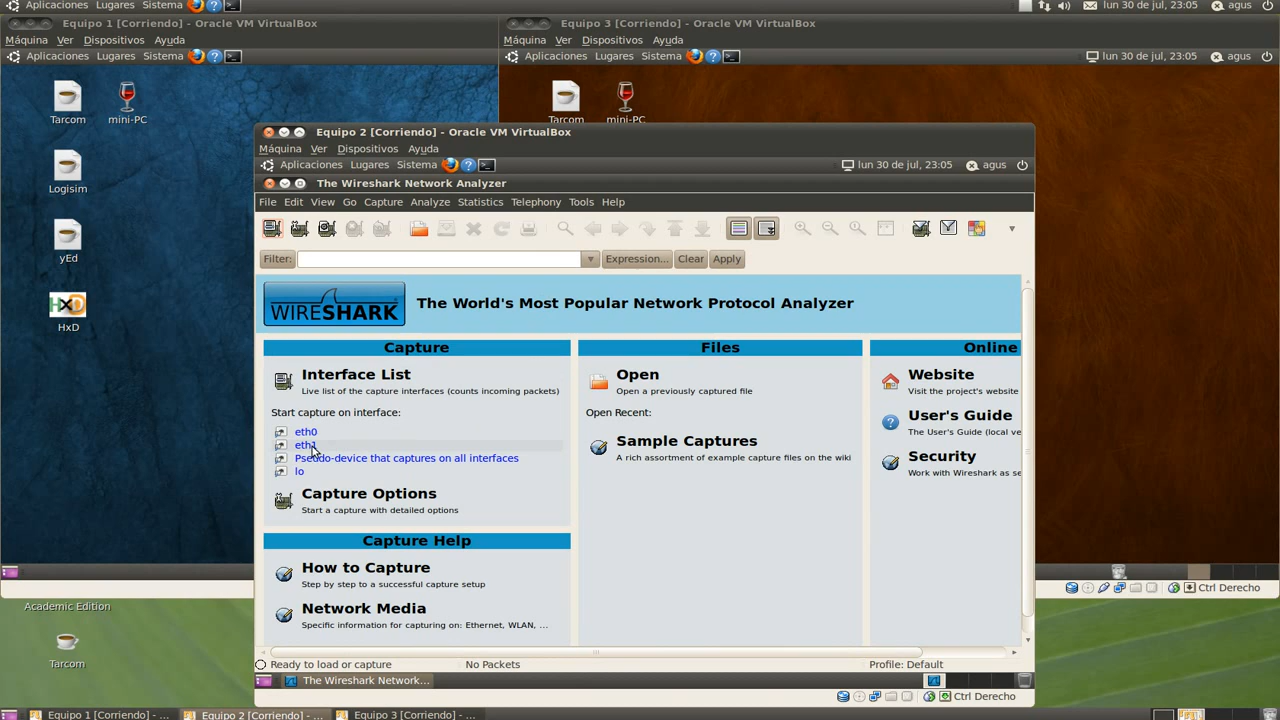 Aplicaciones Lugares Sistema
lun 30 de jul, 23:05 agus
Equipo 1 [Corriendo] - Oracle VM VirtualBox
Máquina Ver Dispositivos Ayuda
Aplicaciones Lugares Sistema
Tarcom
mini-PC
Logisim
yEd
HxD
Equipo 3 [Corriendo] - Oracle VM VirtualBox
Máquina Ver Dispositivos Ayuda
Aplicaciones Lugares Sistema
lun 30 de jul, 23:05 agus
Tarcom
mini-PC
Equipo 2 [Corriendo] - Oracle VM VirtualBox
Máquina Ver Dispositivos Ayuda
Aplicaciones Lugares Sistema
lun 30 de jul, 23:05 agus
The Wireshark Network Analyzer
File Edit View Go Capture Analyze Statistics Telephony Tools Help
Filter: Expression... Clear Apply
WIRESHARK
The World's Most Popular Network Protocol Analyzer
Capture
Interface List
Live list of the capture interfaces (counts incoming packets)
Start capture on interface:
eth0
eth1
Pseudo-device that captures on all interfaces
lo
Capture Options
Start a capture with detailed options
Capture Help
How to Capture
Step by step to a successful capture setup
Network Media
Specific information for capturing on: Ethernet, WLAN, ...
Files
Open
Open a previously captured file
Open Recent:
Sample Captures
A rich assortment of example capture files on the wiki
Online
Website
Visit the project's website
User's Guide
The User's Guide (local ve
Security
Work with Wireshark as se
Ready to load or capture
No Packets
Profile: Default
The Wireshark Network...
Ctrl Derecho
Ctrl Derecho
Academic Edition
Tarcom
Equipo 1 [Corriendo] - ...
Equipo 2 [Corriendo] - ...
Equipo 3 [Corriendo] - ...